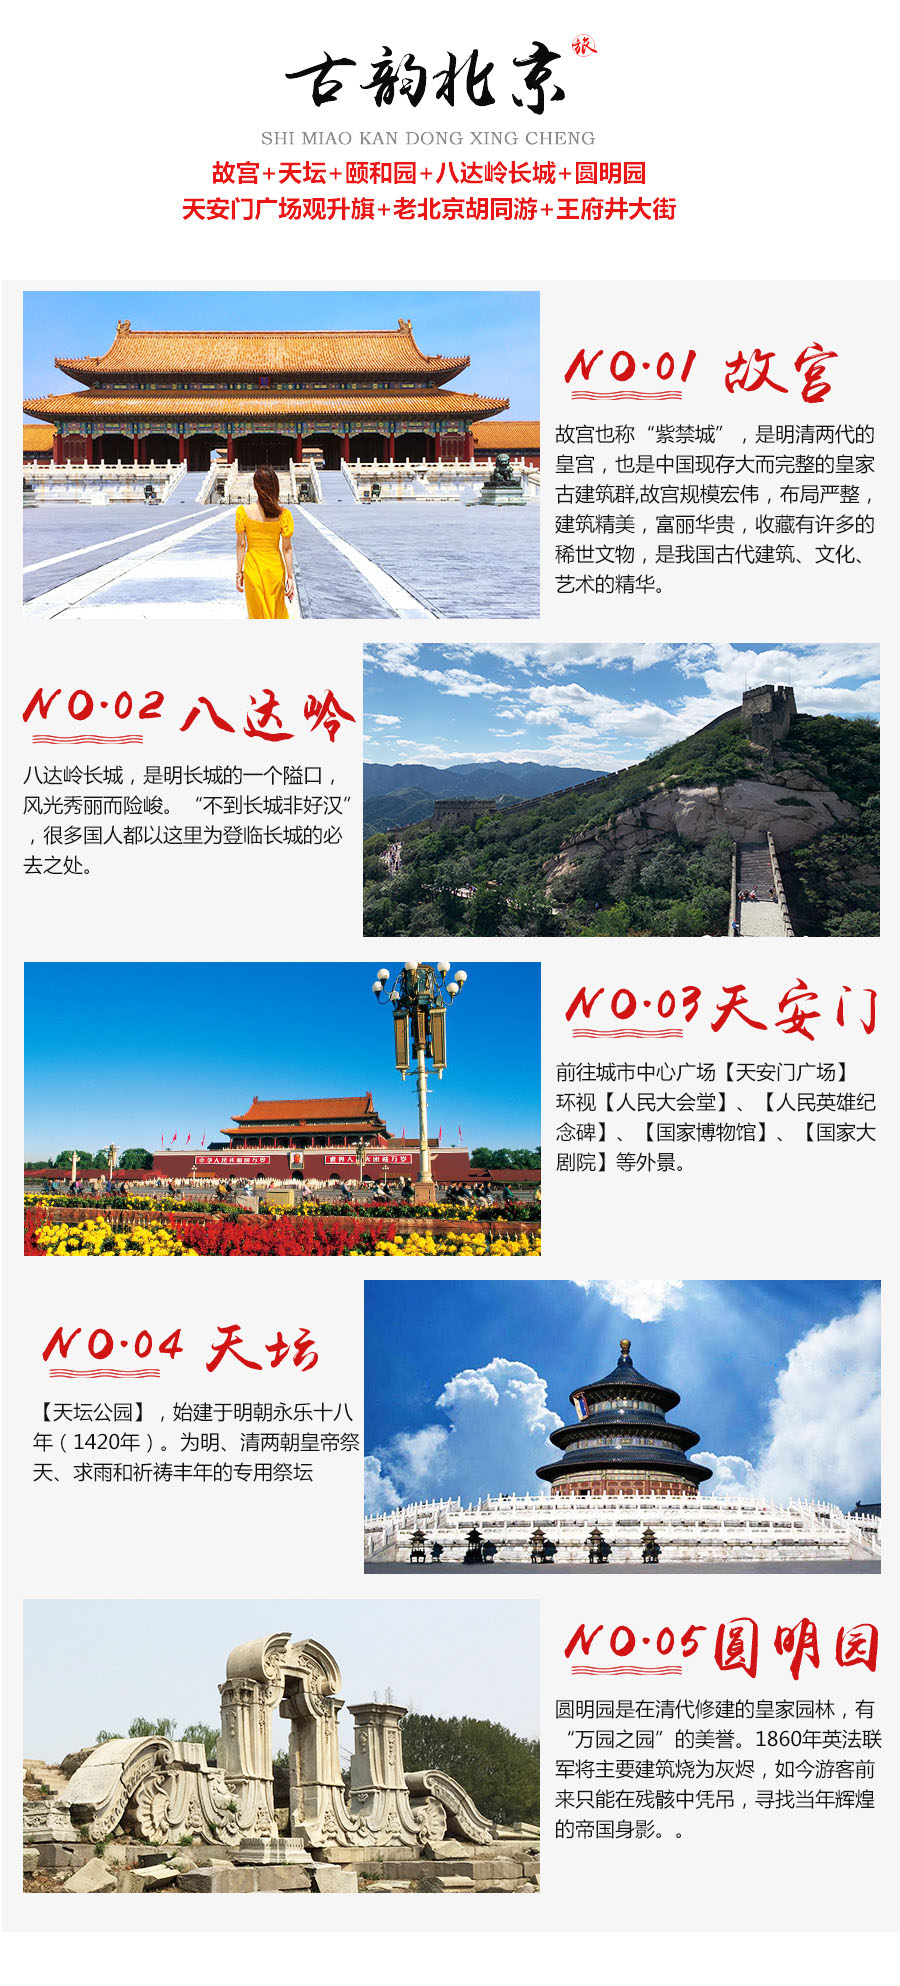 古韵北京
旅
SHI MIAO KAN DONG XING CHENG
故宫+天坛+颐和园+八达岭长城+圆明园
天安门广场观升旗+老北京胡同游+王府井大街
NO·01 故宫
故宫也称“紫禁城”，是明清两代的
皇宫，也是中国现存大而完整的皇家
古建筑群,故宫规模宏伟，布局严整，
建筑精美，富丽华贵，收藏有许多的
稀世文物，是我国古代建筑、文化、
艺术的精华。
NO·02 八达岭
八达岭长城，是明长城的一个隘口，
风光秀丽而险峻。“不到长城非好汉”
，很多国人都以这里为登临长城的必
去之处。
NO·03 天安门
前往城市中心广场【天安门广场】
环视【人民大会堂】、【人民英雄纪
念碑】、【国家博物馆】、【国家大
剧院】等外景。
中华人民共和国万岁
世界人 大团结万岁
NO·04 天坛
【天坛公园】，始建于明朝永乐十八
年（1420年）。为明、清两朝皇帝祭
天、求雨和祈祷丰年的专用祭坛
NO·05 圆明园
圆明园是在清代修建的皇家园林，有
“万园之园”的美誉。1860年英法联
军将主要建筑烧为灰烬，如今游客前
来只能在残骸中凭吊，寻找当年辉煌
的帝国身影。。